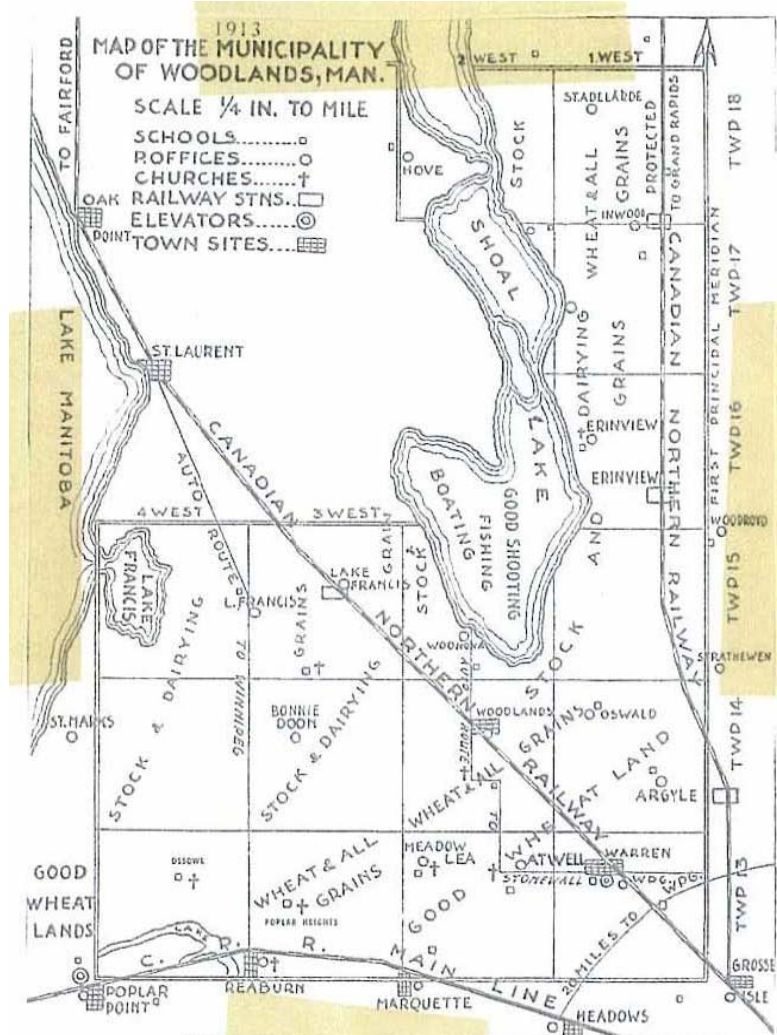 1913
MAP OF THE MUNICIPALITY
OF WOODLANDS, MAN.
SCALE 1/4 IN. TO MILE
SCHOOLS
P.OFFICES
CHURCHES
RAILWAY STNS.
ELEVATORS
TOWN SITES
TO FAIRFORD
OAK
POINT
LAKE MANITOBA
ST. LAURENT
AUTO ROUTE
TO WINNIPEG
CANADIAN NORTHERN RAILWAY
HOVE
2 WEST
1. WEST
STOCK
ST.ADELARDE
WHEAT & ALL GRAINS
PROTECTED
TO GRAND RAPIDS
TWP 18
INWOOD
SHOAL
LAKE
TWP 17
DAIRYING
GRAINS
AND
STOCK
CANADIAN NORTHERN RAILWAY
FIRST PRINCIPAL MERIDIAN
ERINVIEW
ERINVIEW
TWP 16
BOATING
FISHING
GOOD SHOOTING
4 WEST
3 WEST
GRAIN
STOCK
LAKE FRANCIS
LAKE
FRANCIS
L. FRANCIS
GRAINS
STOCK & DAIRYING
STOCK & DAIRYING
WOODROYD
TWP 15
STRATHEWEN
AUTO ROUTE
TO
ST. MARKS
BONNIE
DOON
WOODLANDS
OSWALD
TWP 14
WHEAT & ALL GRAINS
GOOD WHEAT LAND
ARGYLE
OSSOWE
MEADOW
LEA
ATWELL
WARREN
STONEWALL
WPG.
WPG.
GOOD
WHEAT
LANDS
WHEAT & ALL
GRAINS
POPLAR HEIGHTS
20 MILES TO
TWP 13
LAKE
C. P. R. MAIN LINE
POPLAR
POINT
REABURN
MARQUETTE
MEADOWS
GROSSE
ISLE